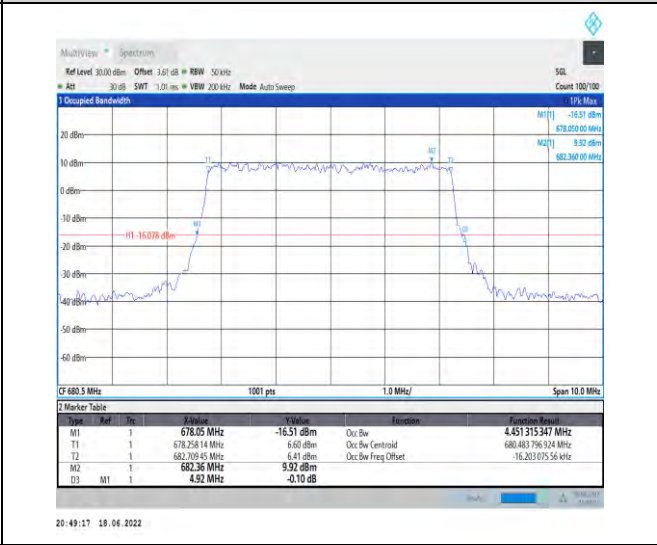 MultiView Spectrum
Ref Level 30.00 dBm Offset 3.61 dB RBW 50 kHz SGL
Att 30 dB SWT 1.01 ms VBW 200 kHz Mode Auto Sweep Count 100/100
1 Occupied Bandwidth 1Pk Max
M1[1] -16.51 dBm
678.050 00 MHz
M2[1] 9.92 dBm
682.360 00 MHz
20 dBm
M2
T1 T2
10 dBm
0 dBm
-10 dBm
M1
H1 -16.078 dBm
-20 dBm
-30 dBm
-40 dBm
-50 dBm
-60 dBm
CF 680.5 MHz 1001 pts 1.0 MHz/ Span 10.0 MHz
2 Marker Table
Type Ref Trc X-Value Y-Value Function Function Result
M1 1 678.05 MHz -16.51 dBm Occ Bw 4.451 315 347 MHz
T1 1 678.258 14 MHz 6.60 dBm Occ Bw Centroid 680.483 796 924 MHz
T2 1 682.709 45 MHz 6.41 dBm Occ Bw Freq Offset -16.203 075 56 kHz
M2 1 682.36 MHz 9.92 dBm
D3 M1 1 4.92 MHz -0.10 dB
20:49:17 18.06.2022